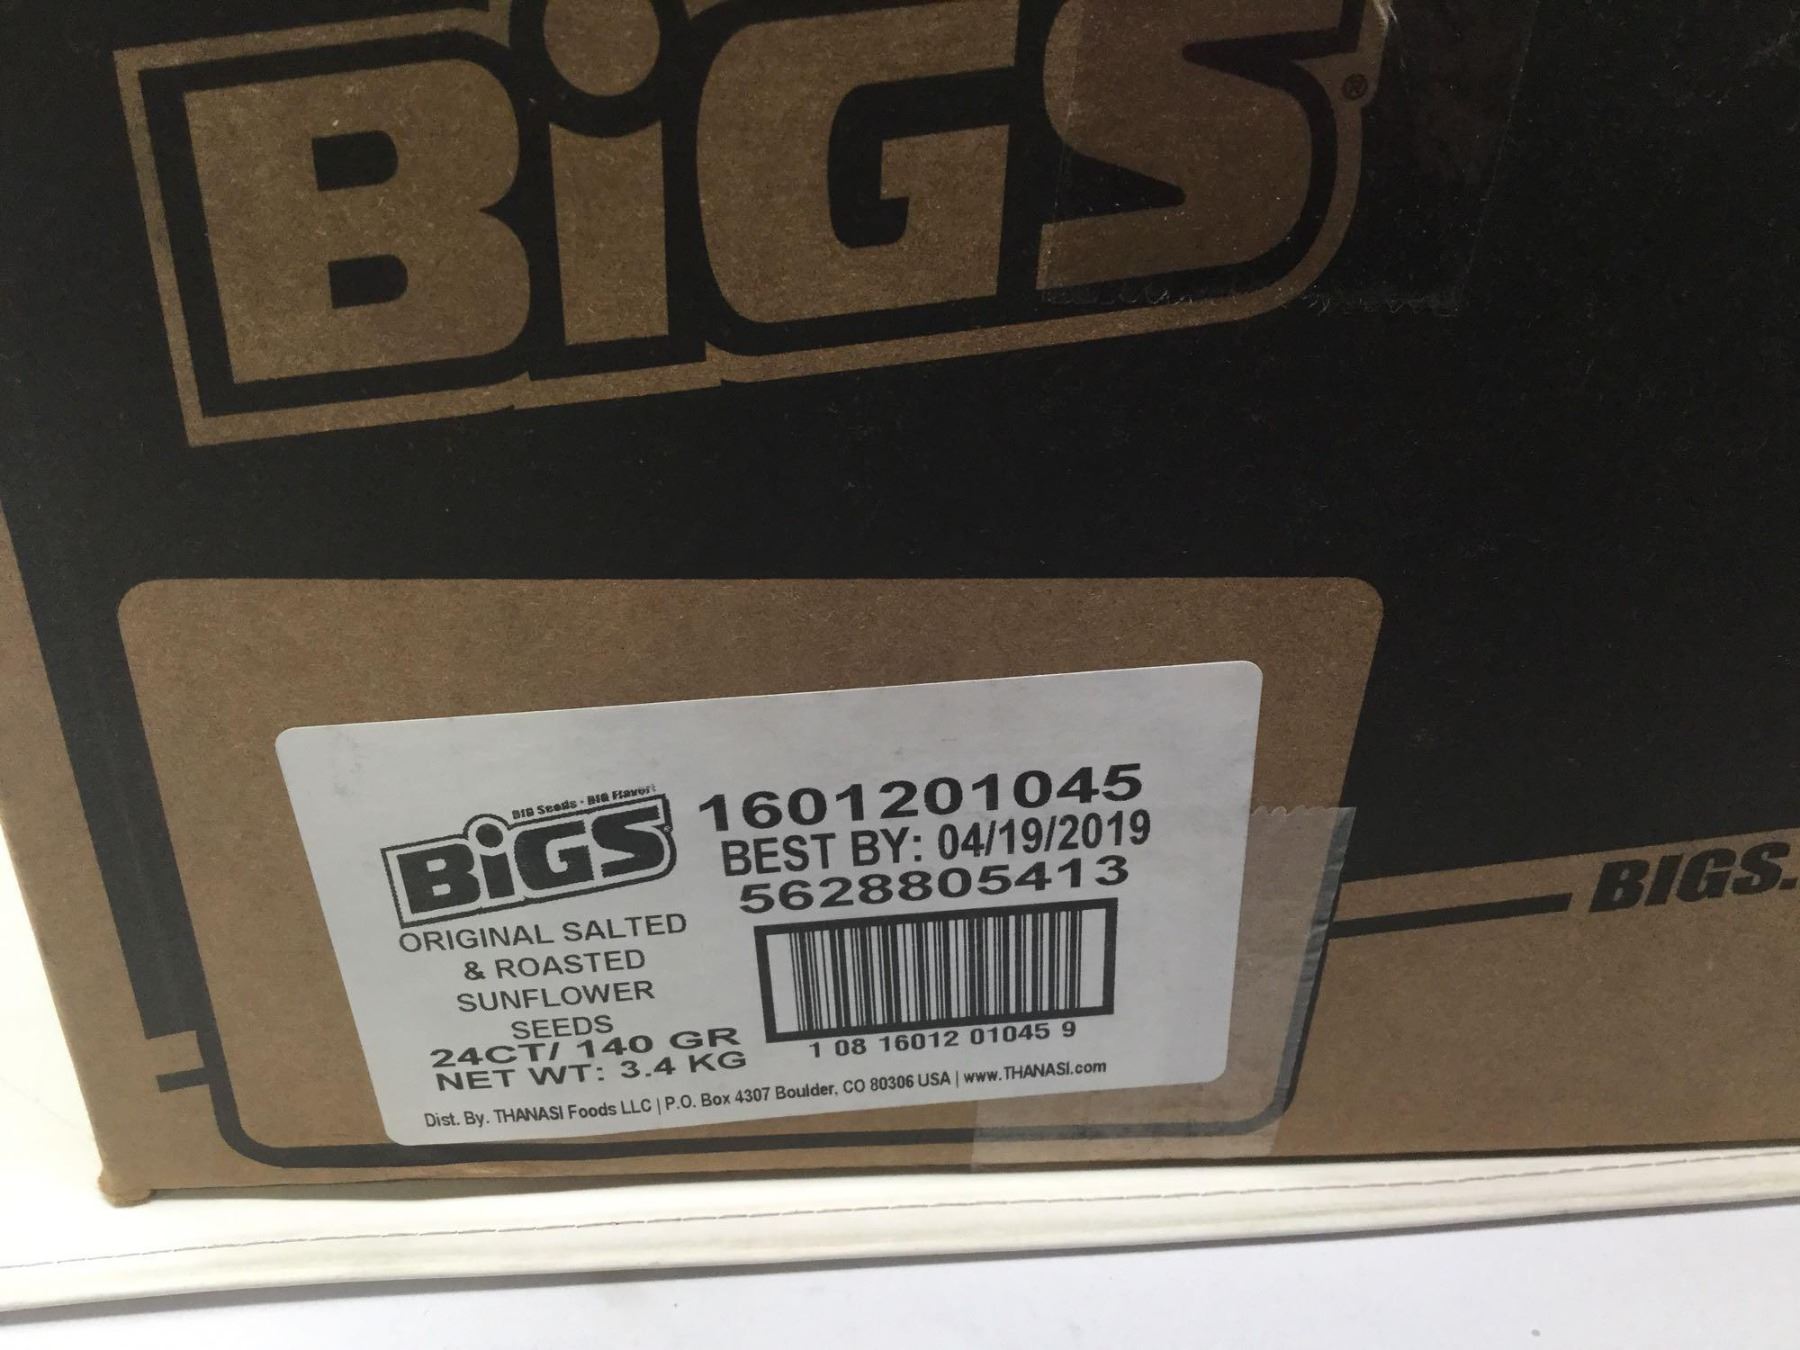 BiGS®
BIG Seeds - BIG Flavor!
BiGS
ORIGINAL SALTED
& ROASTED
SUNFLOWER
SEEDS
24CT/ 140 GR
NET WT: 3.4 KG
1601201045
BEST BY: 04/19/2019
5628805413
1 08 16012 01045 9
Dist. By. THANASI Foods LLC | P.O. Box 4307 Boulder, CO 80306 USA | www.THANASI.com
BIGS.